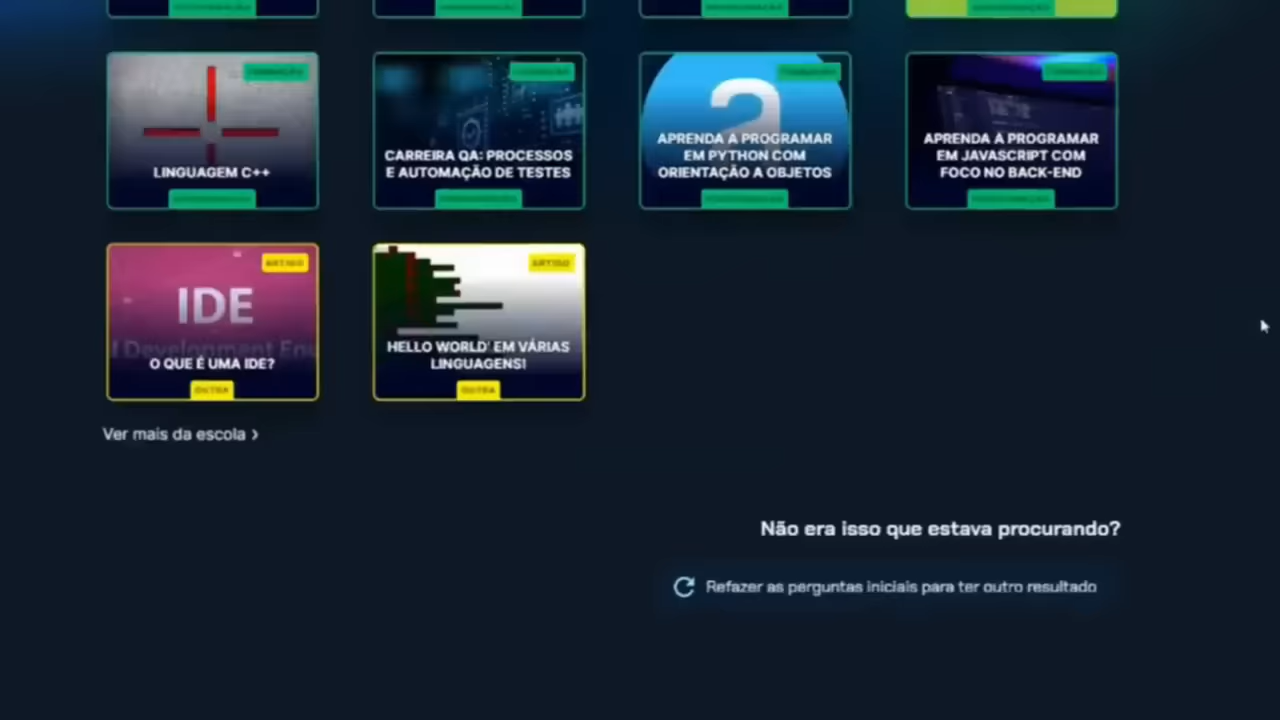 LINGUAGEM C++
CARREIRA QA: PROCESSOS
E AUTOMAÇÃO DE TESTES
APRENDA A PROGRAMAR
EM PYTHON COM
ORIENTAÇÃO A OBJETOS
APRENDA A PROGRAMAR
EM JAVASCRIPT COM
FOCO NO BACK-END
ARTIGO
IDE
O QUE É UMA IDE?
OUTRA
ARTIGO
HELLO WORLD' EM VÁRIAS
LINGUAGENS!
OUTRA
Ver mais da escola >
Não era isso que estava procurando?
Refazer as perguntas iniciais para ter outro resultado